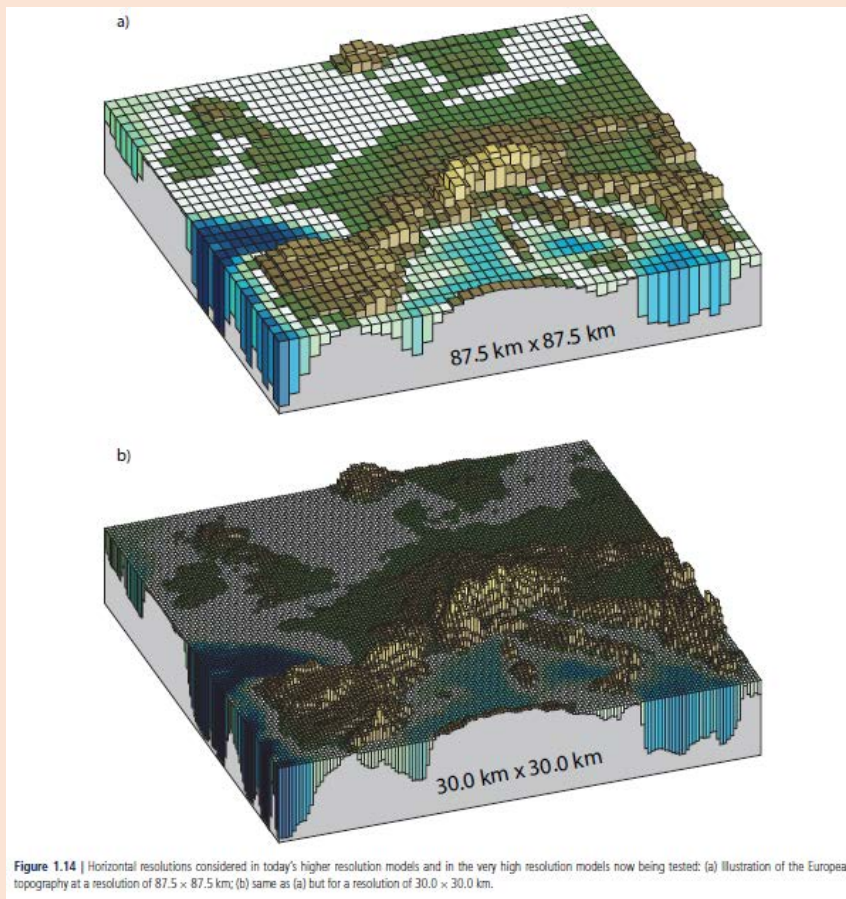 a)
87.5 km x 87.5 km
b)
30.0 km x 30.0 km
Figure 1.14 | Horizontal resolutions considered in today's higher resolution models and in the very high resolution models now being tested: (a) Illustration of the Europea
topography at a resolution of 87.5 × 87.5 km; (b) same as (a) but for a resolution of 30.0 × 30.0 km.